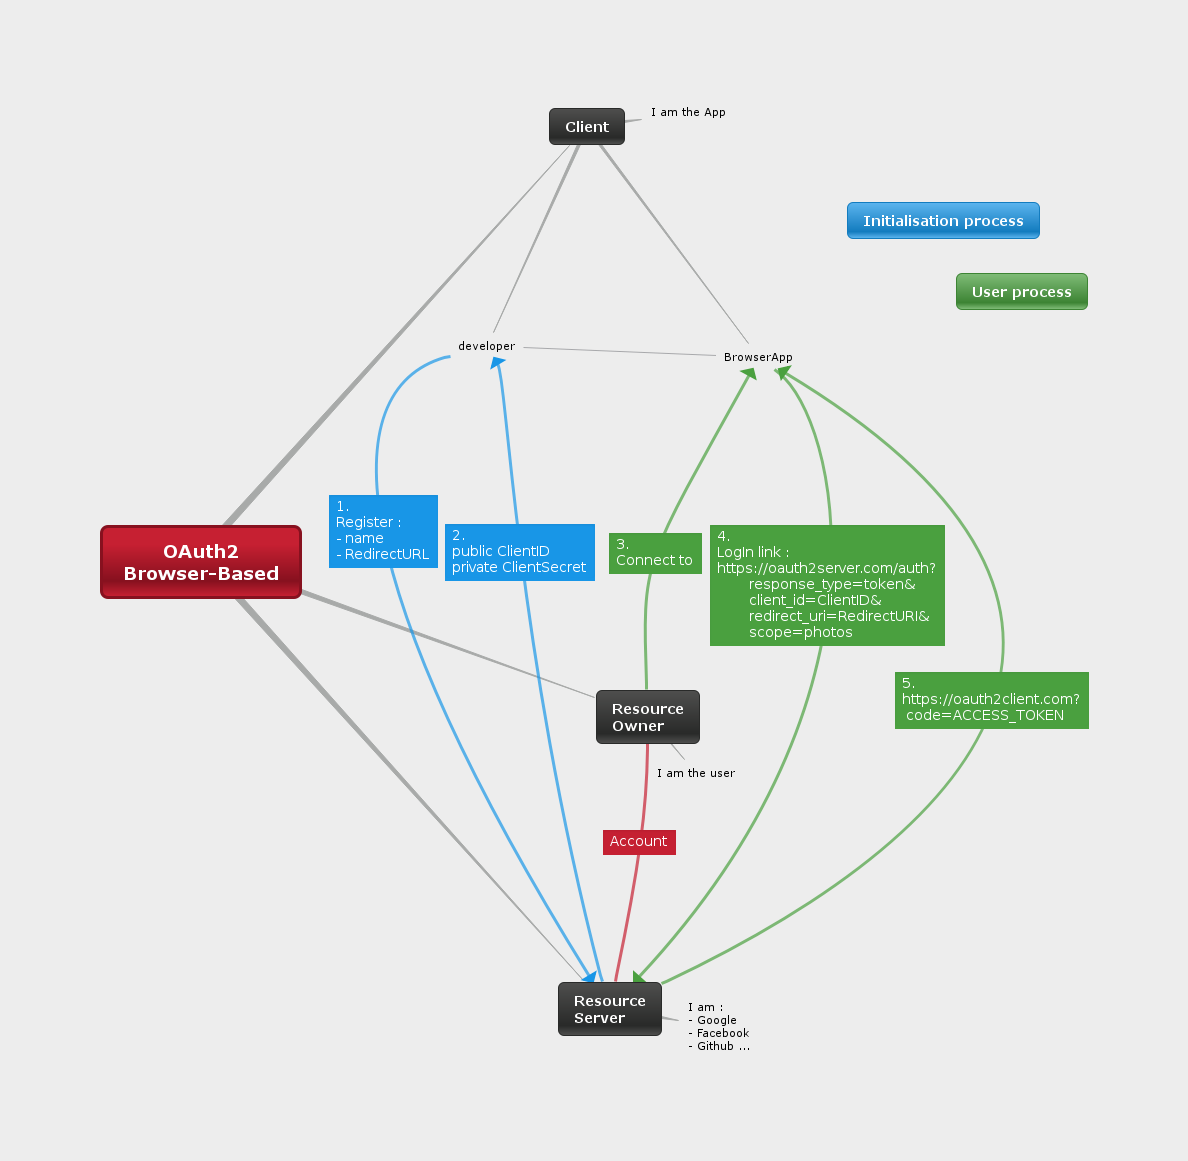 Client
I am the App
Initialisation process
User process
developer
BrowserApp
OAuth2
Browser-Based
1.
Register :
- name
- RedirectURL
2.
public ClientID
private ClientSecret
3.
Connect to
4.
LogIn link :
https://oauth2server.com/auth?
response_type=token&
client_id=ClientID&
redirect_uri=RedirectURI&
scope=photos
5.
https://oauth2client.com?
code=ACCESS_TOKEN
Resource
Owner
I am the user
Account
Resource
Server
I am :
- Google
- Facebook
- Github ...